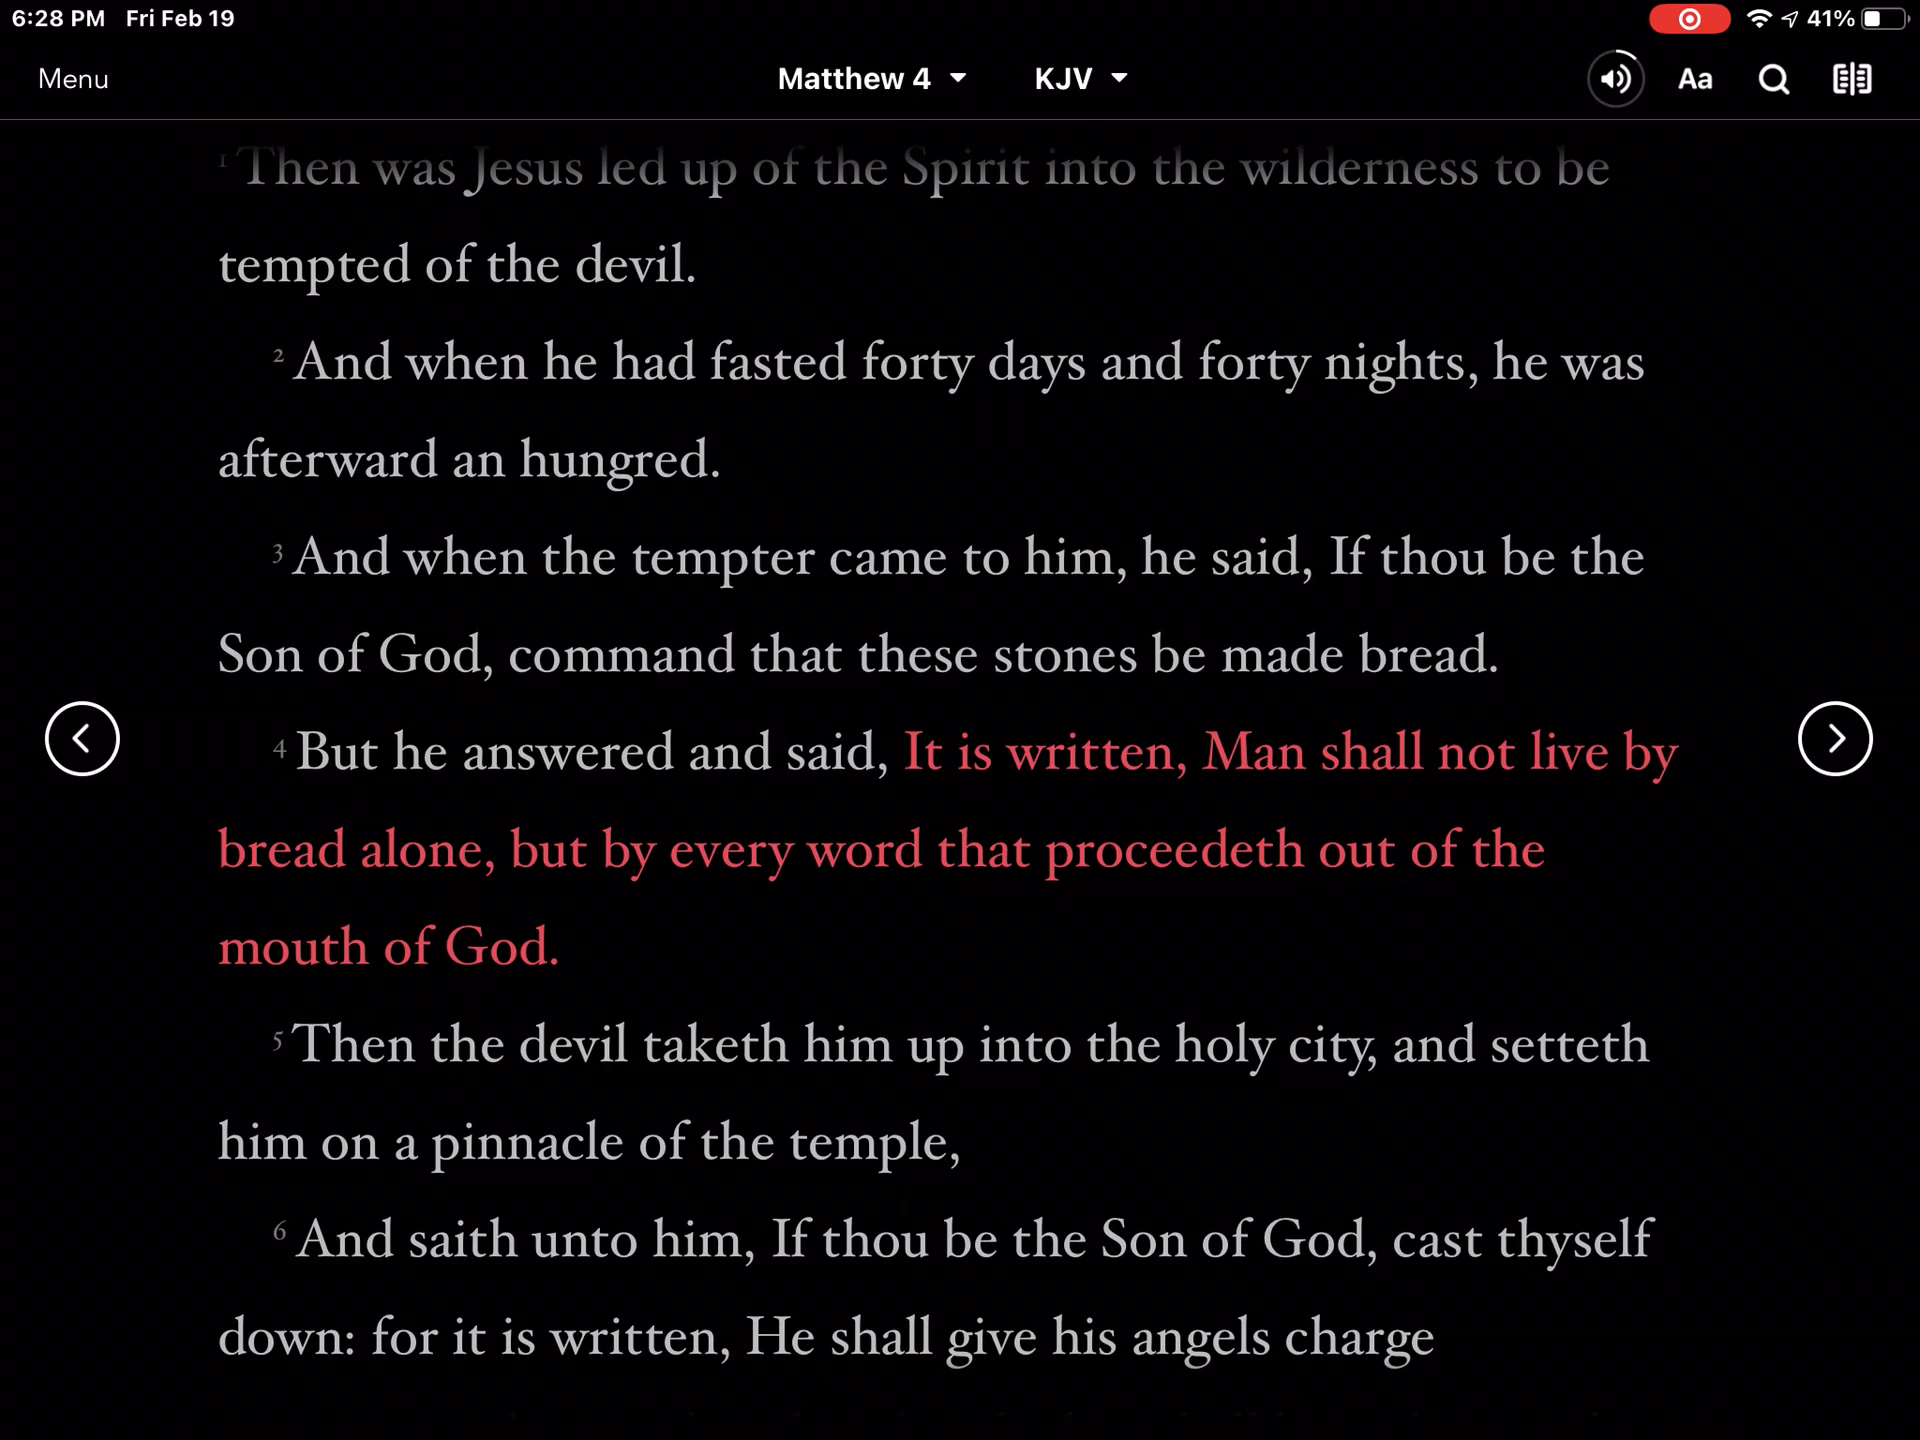 6:28 PM Fri Feb 19 41%
Menu Matthew 4 KJV Aa
1 Then was Jesus led up of the Spirit into the wilderness to be
tempted of the devil.
2 And when he had fasted forty days and forty nights, he was
afterward an hungred.
3 And when the tempter came to him, he said, If thou be the
Son of God, command that these stones be made bread.
4 But he answered and said, It is written, Man shall not live by
bread alone, but by every word that proceedeth out of the
mouth of God.
5 Then the devil taketh him up into the holy city, and setteth
him on a pinnacle of the temple,
6 And saith unto him, If thou be the Son of God, cast thyself
down: for it is written, He shall give his angels charge